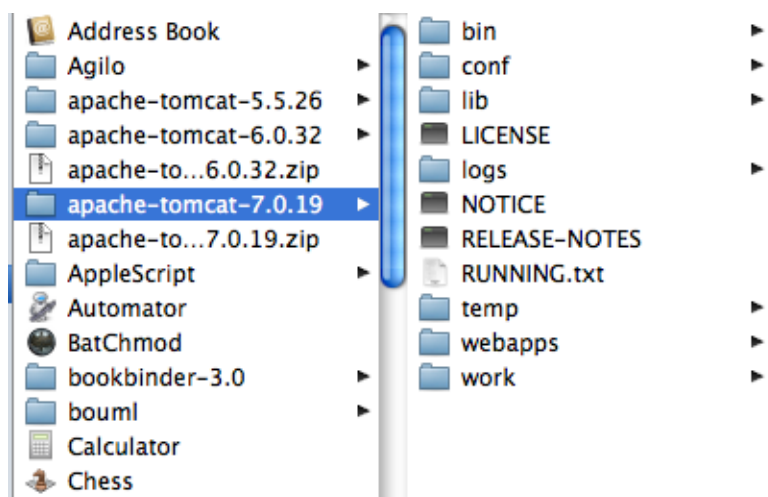 Address Book
Agilo
apache-tomcat-5.5.26
apache-tomcat-6.0.32
apache-to...6.0.32.zip
apache-tomcat-7.0.19
apache-to...7.0.19.zip
AppleScript
Automator
BatChmod
bookbinder-3.0
bouml
Calculator
Chess
bin
conf
lib
LICENSE
logs
NOTICE
RELEASE-NOTES
RUNNING.txt
temp
webapps
work